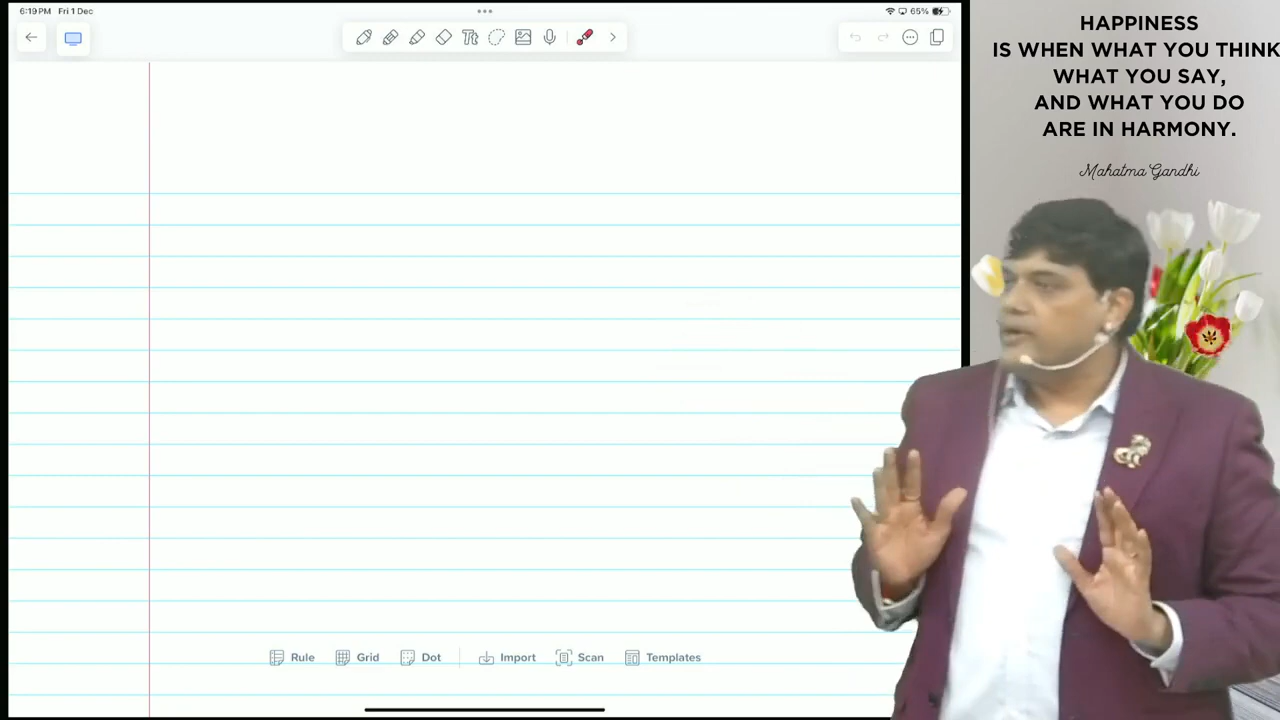 6:19 PM Fri 1 Dec
65%
HAPPINESS
IS WHEN WHAT YOU THINK
WHAT YOU SAY,
AND WHAT YOU DO
ARE IN HARMONY.
Mahatma Gandhi
Rule Grid Dot Import Scan Templates